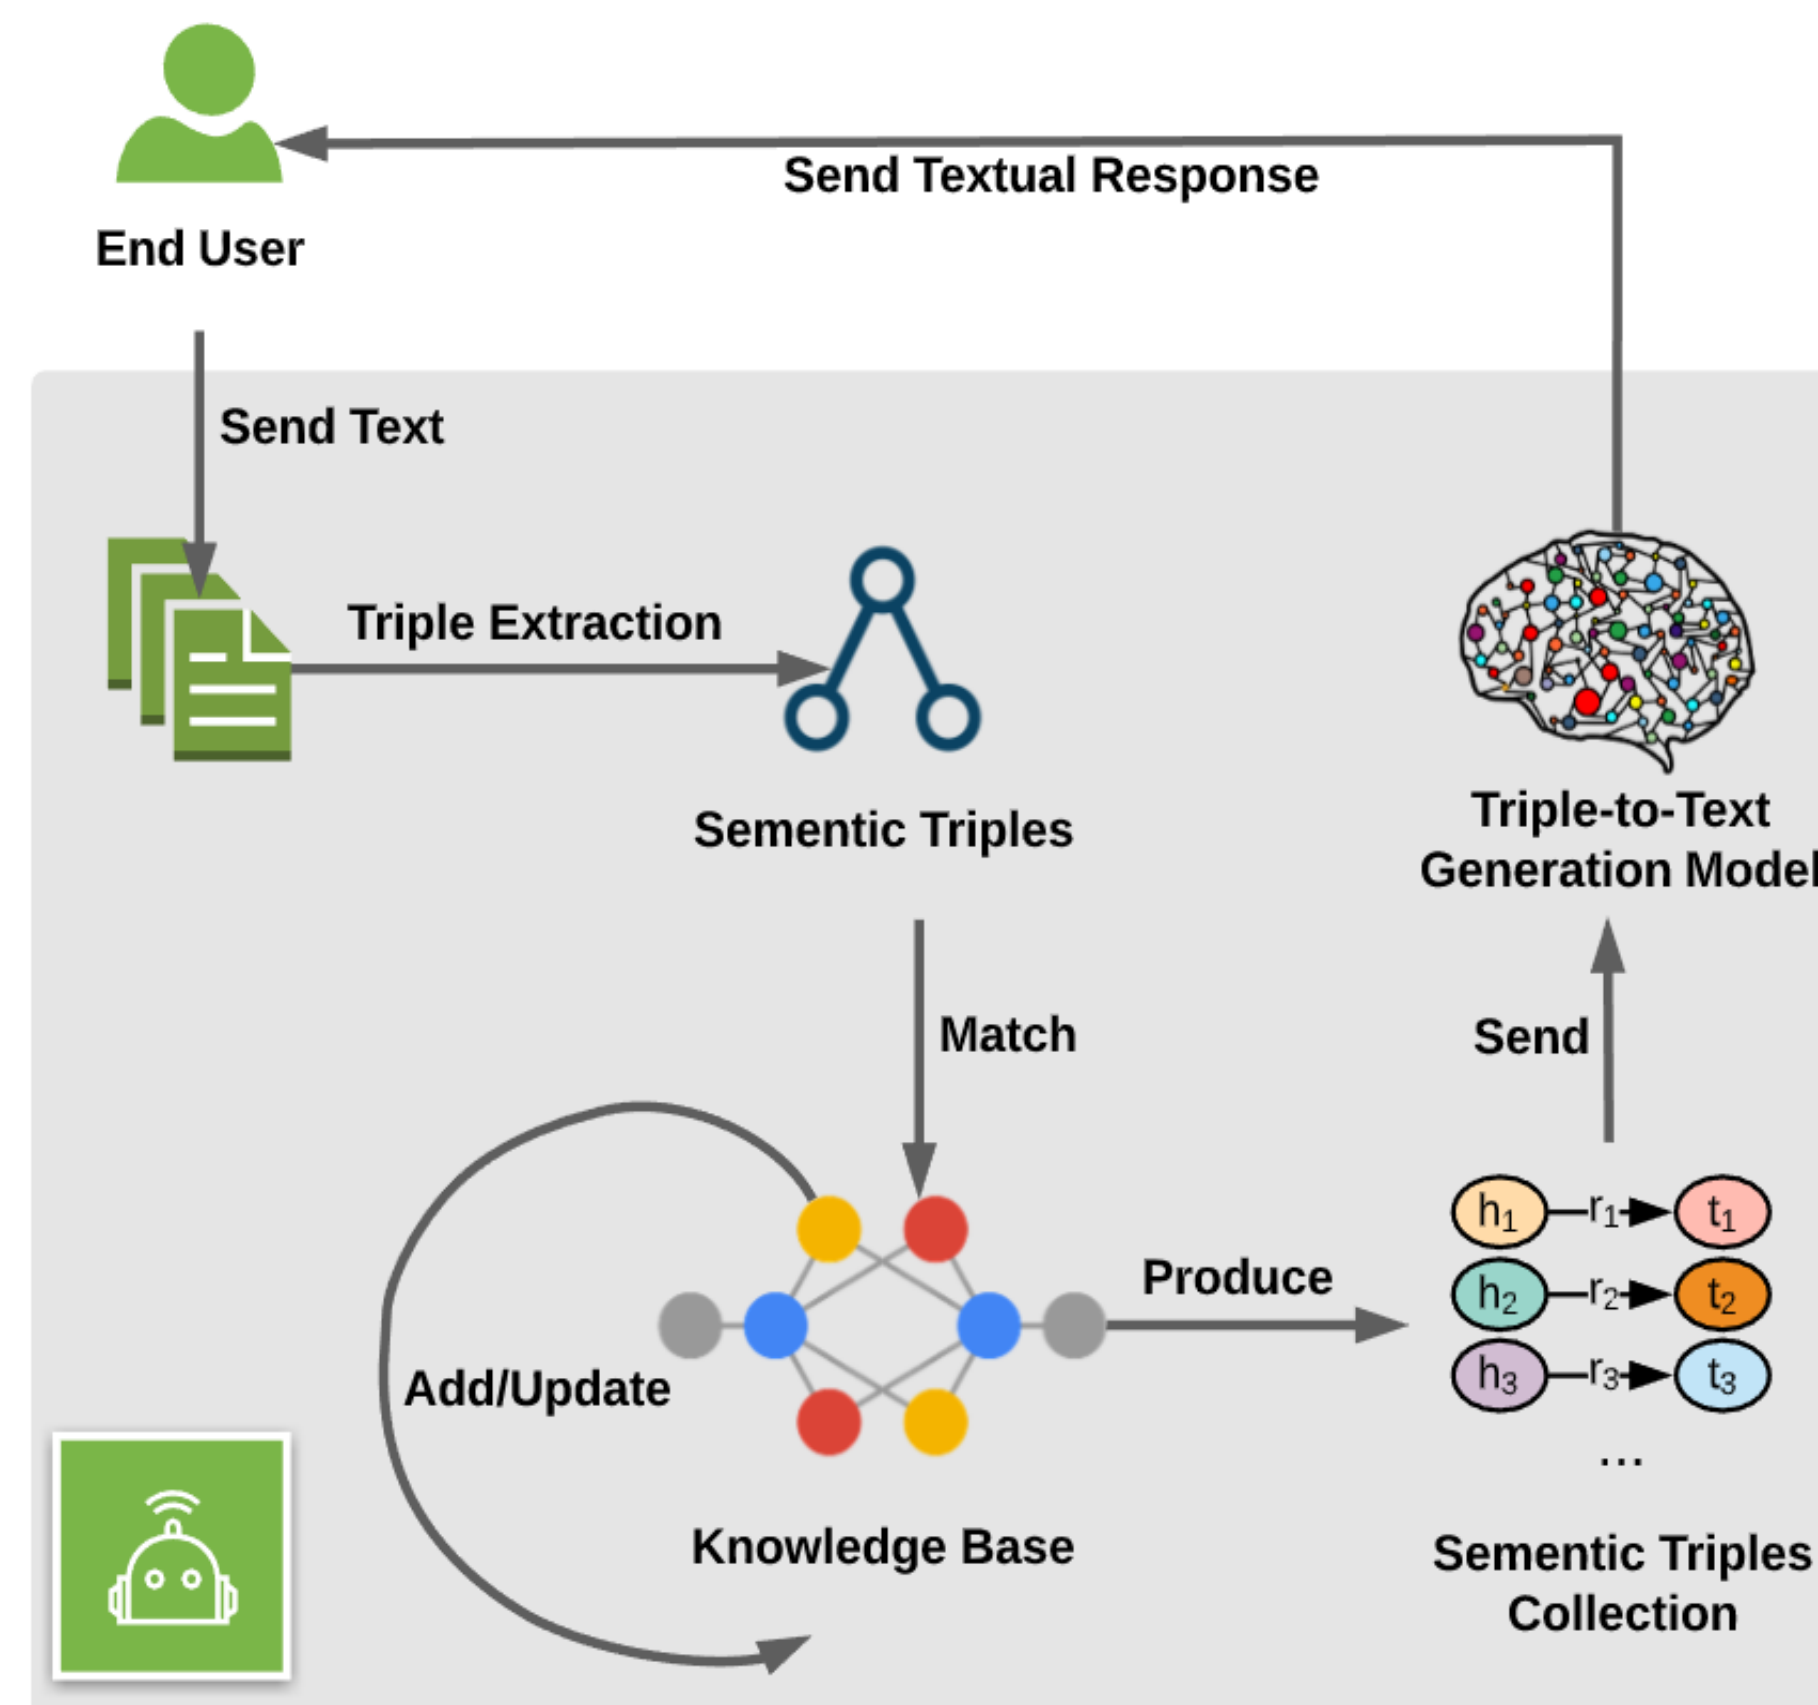 Send Textual Response
End User
Send Text
Triple Extraction
Sementic Triples
Triple-to-Text
Generation Model
Match
Send
h1 r1 t1
h2 r2 t2
h3 r3 t3
...
Produce
Add/Update
Knowledge Base
Sementic Triples
Collection